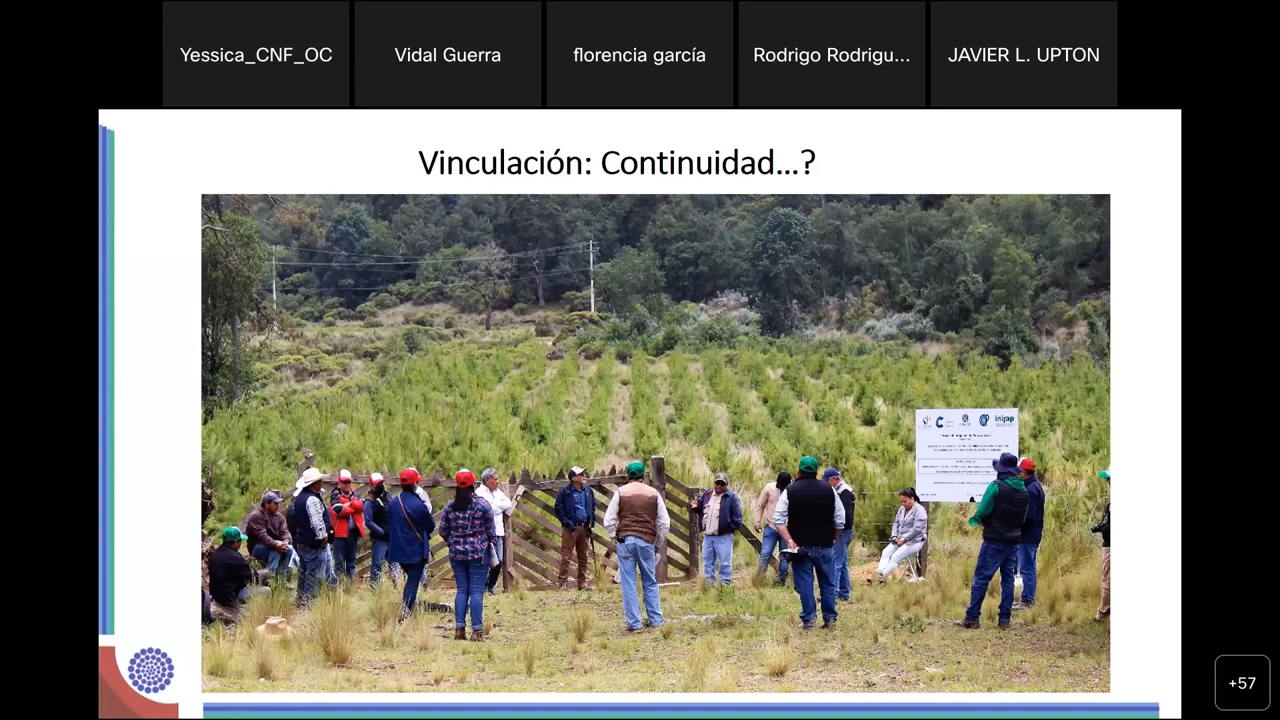 Yessica_CNF_OC
Vidal Guerra
florencia garcía
Rodrigo Rodrigu...
JAVIER L. UPTON
Vinculación: Continuidad...?
inifap
+57